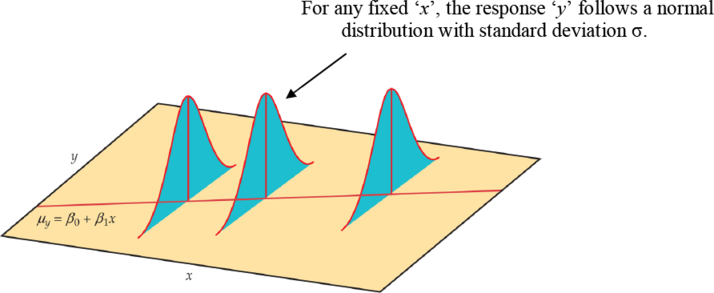 For any fixed ‘x’, the response ‘y’ follows a normal
distribution with standard deviation σ.
y
μy = β0 + β1x
x